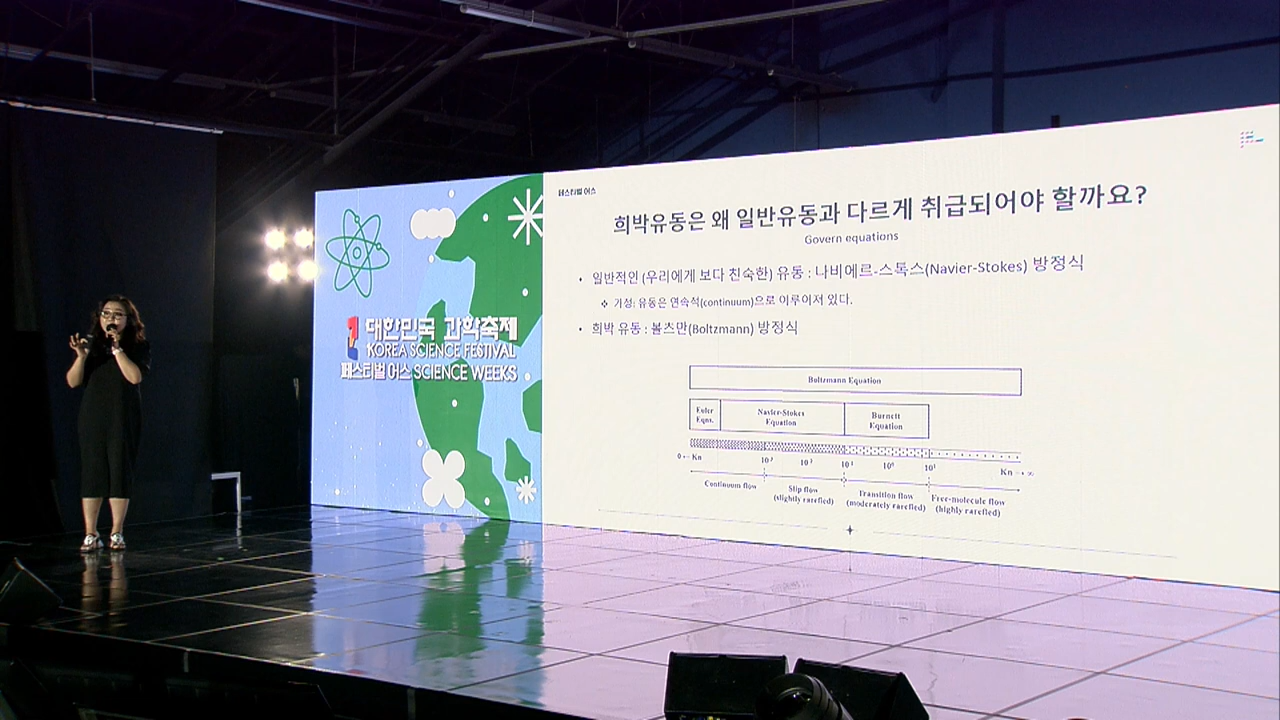 대한민국 과학축제
KOREA SCIENCE FESTIVAL
페스티벌 어스 SCIENCE WEEKS
페스티벌 어스
희박유동은 왜 일반유동과 다르게 취급되어야 할까요?
Govern equations
• 일반적인 (우리에게 보다 친숙한) 유동 : 나비에르-스톡스(Navier-Stokes) 방정식
❖ 가정: 유동은 연속적(continuum)으로 이루어져 있다.
• 희박 유동 : 볼츠만(Boltzmann) 방정식
Boltzmann Equation
Euler Eqns.
Navier-Stokes Equation
Burnett Equation
0 ← Kn
Kn → ∞
Continuum flow
Slip flow (slightly rarefied)
Transition flow (moderately rarefied)
Free-molecule flow (highly rarefied)